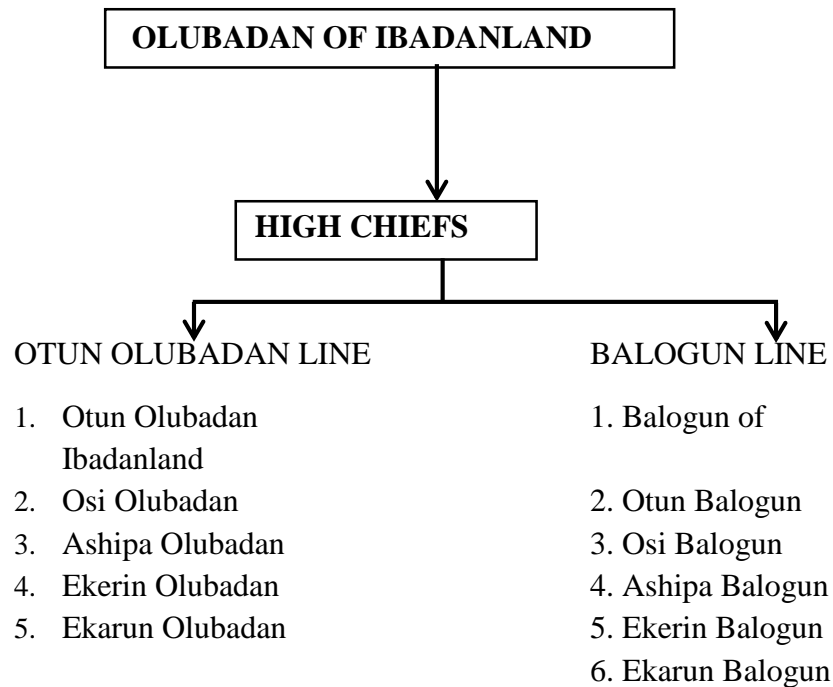 OLUBADAN OF IBADANLAND
HIGH CHIEFS
OTUN OLUBADAN LINE
1. Otun Olubadan
Ibadanland
2. Osi Olubadan
3. Ashipa Olubadan
4. Ekerin Olubadan
5. Ekarun Olubadan
BALOGUN LINE
1. Balogun of
2. Otun Balogun
3. Osi Balogun
4. Ashipa Balogun
5. Ekerin Balogun
6. Ekarun Balogun